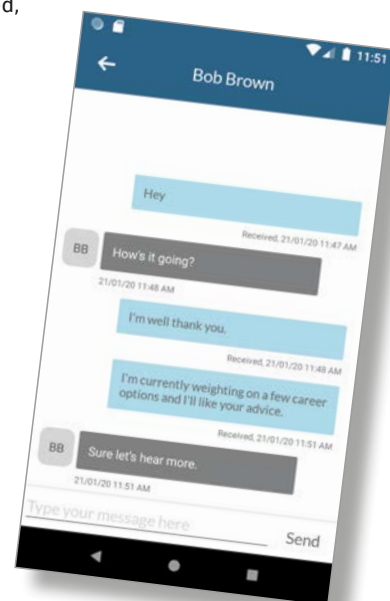 d,
11:51
Bob Brown
Hey
Received, 21/01/20 11:47 AM
BB
How's it going?
21/01/20 11:48 AM
I'm well thank you.
Received, 21/01/20 11:48 AM
I'm currently weighting on a few career
options and I'll like your advice.
Received, 21/01/20 11:51 AM
BB
Sure let's hear more.
21/01/20 11:51 AM
Type your message here
Send